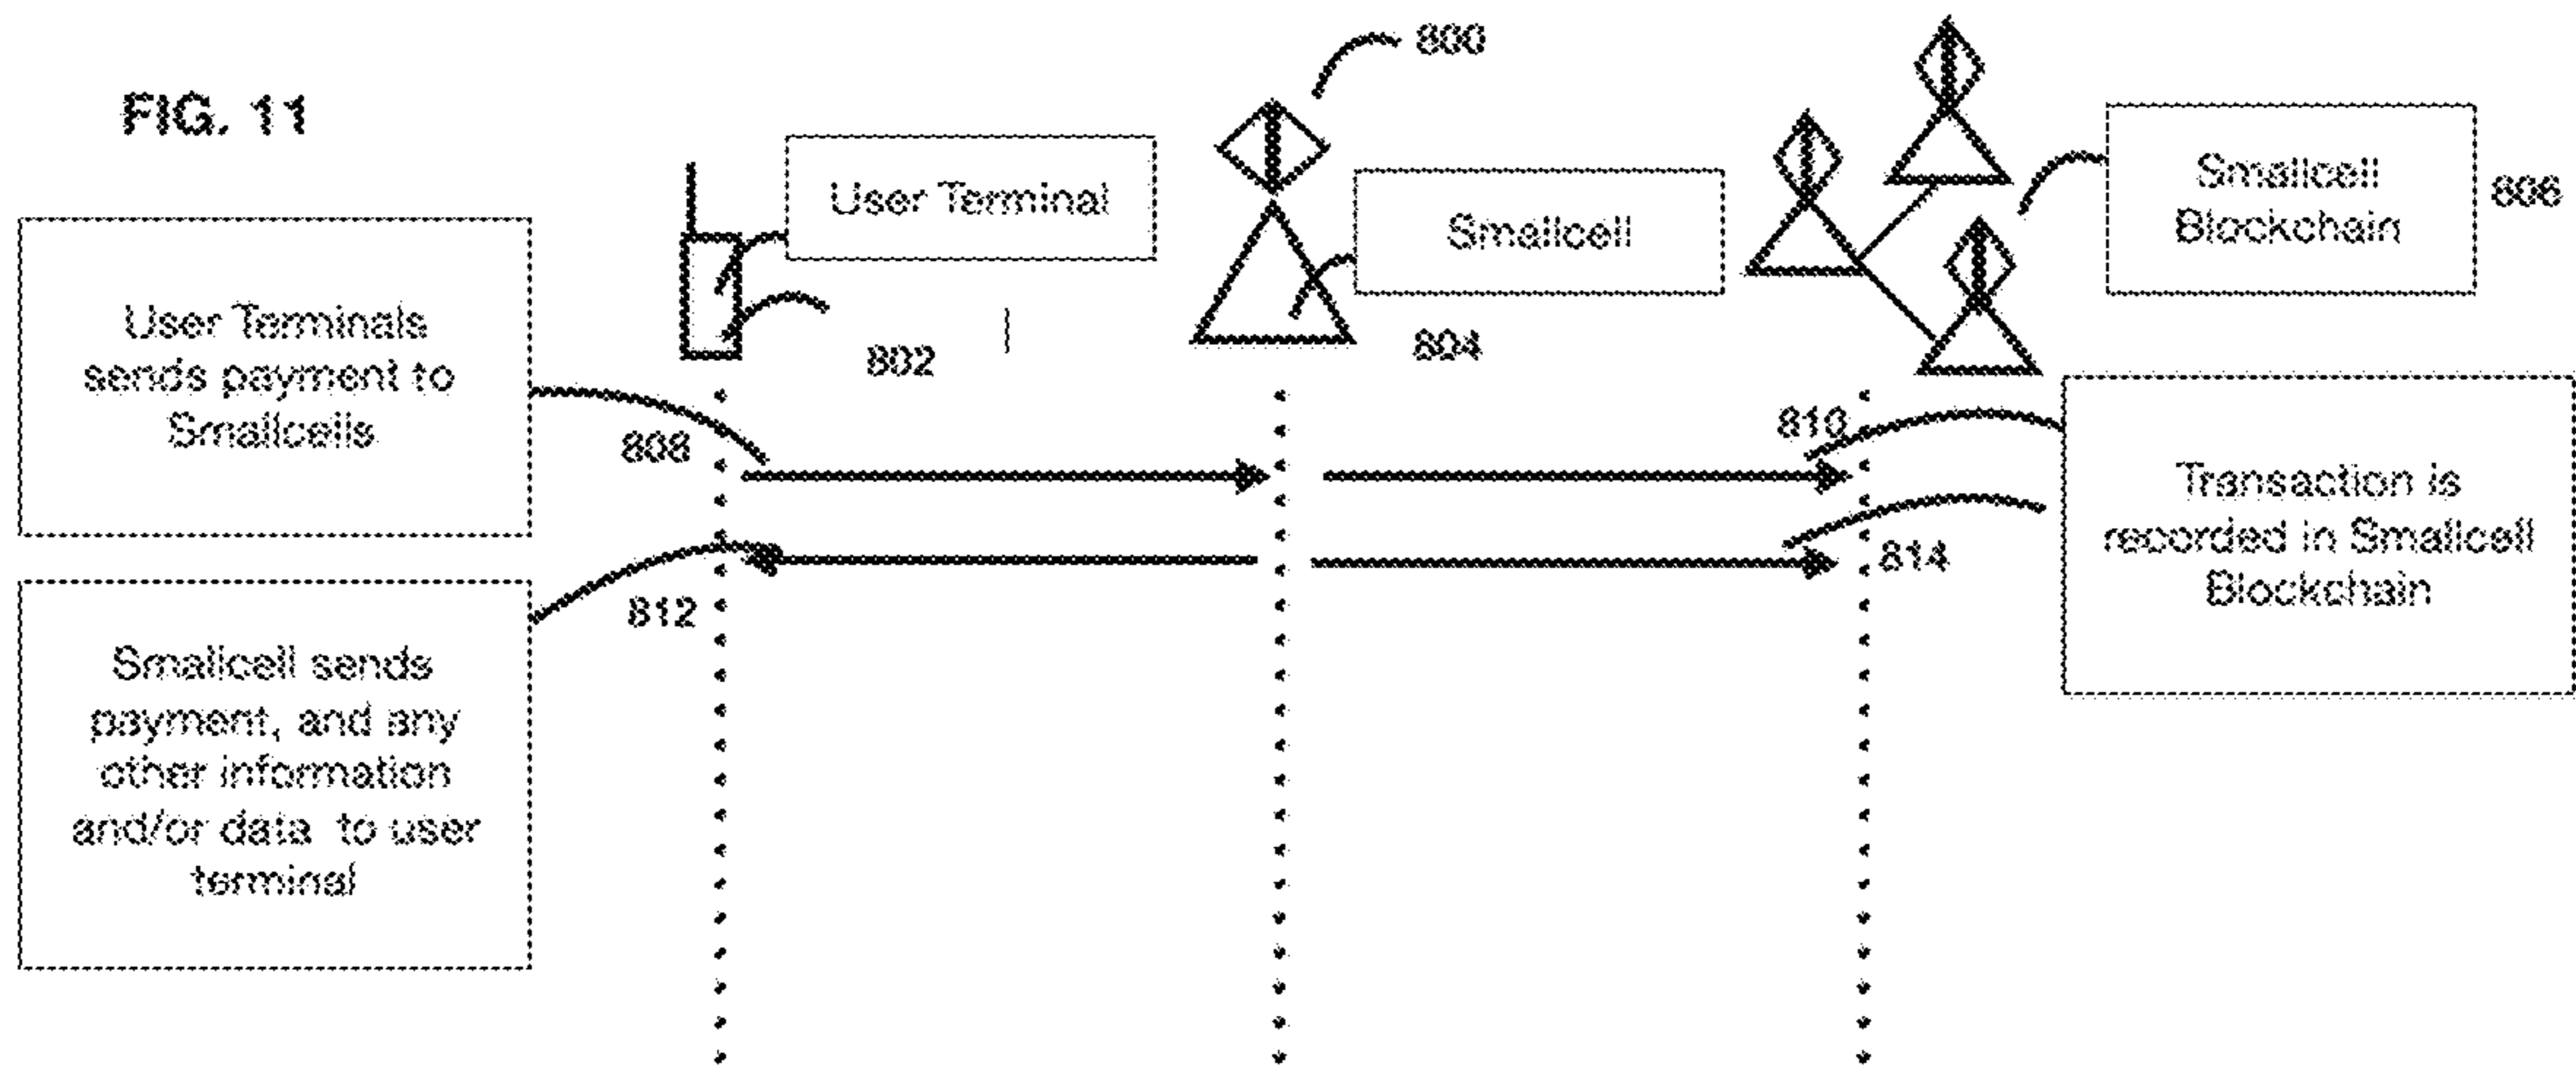 FIG. 11
800
User Terminal
Smallcell
Smallcell
Blockchain
806
802
804
User Terminals
sends payment to
Smallcells
808
810
Transaction is
recorded in Smallcell
Blockchain
812
814
Smallcell sends
payment, and any
other information
and/or data to user
terminal